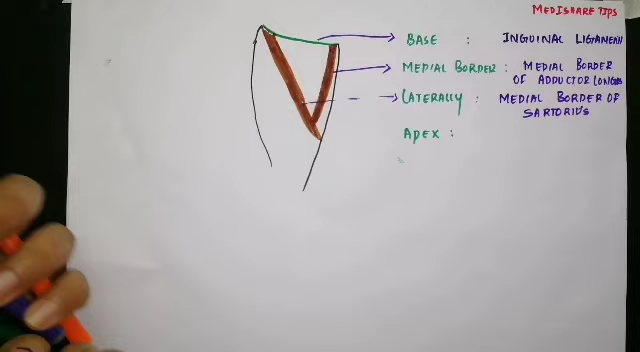 MEDISHARE TIPS
BASE : INGUINAL LIGAMENT
MEDIAL BORDER : MEDIAL BORDER
OF ADDUCTOR LONGUS
LATERALLY : MEDIAL BORDER OF
SARTORIUS
APEX :